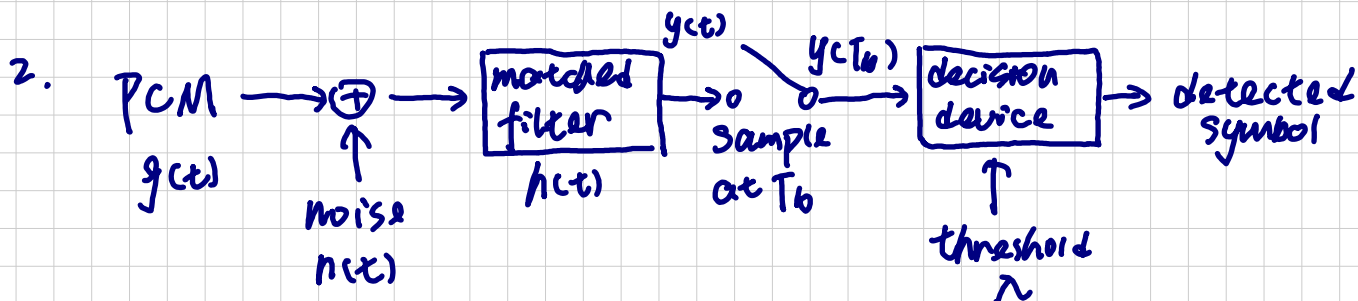 2.
PCM
g(t)
+
noise
n(t)
matched
filter
h(t)
y(t)
sample
at Tb
y(Tb)
decision
device
threshold
λ
detected
symbol